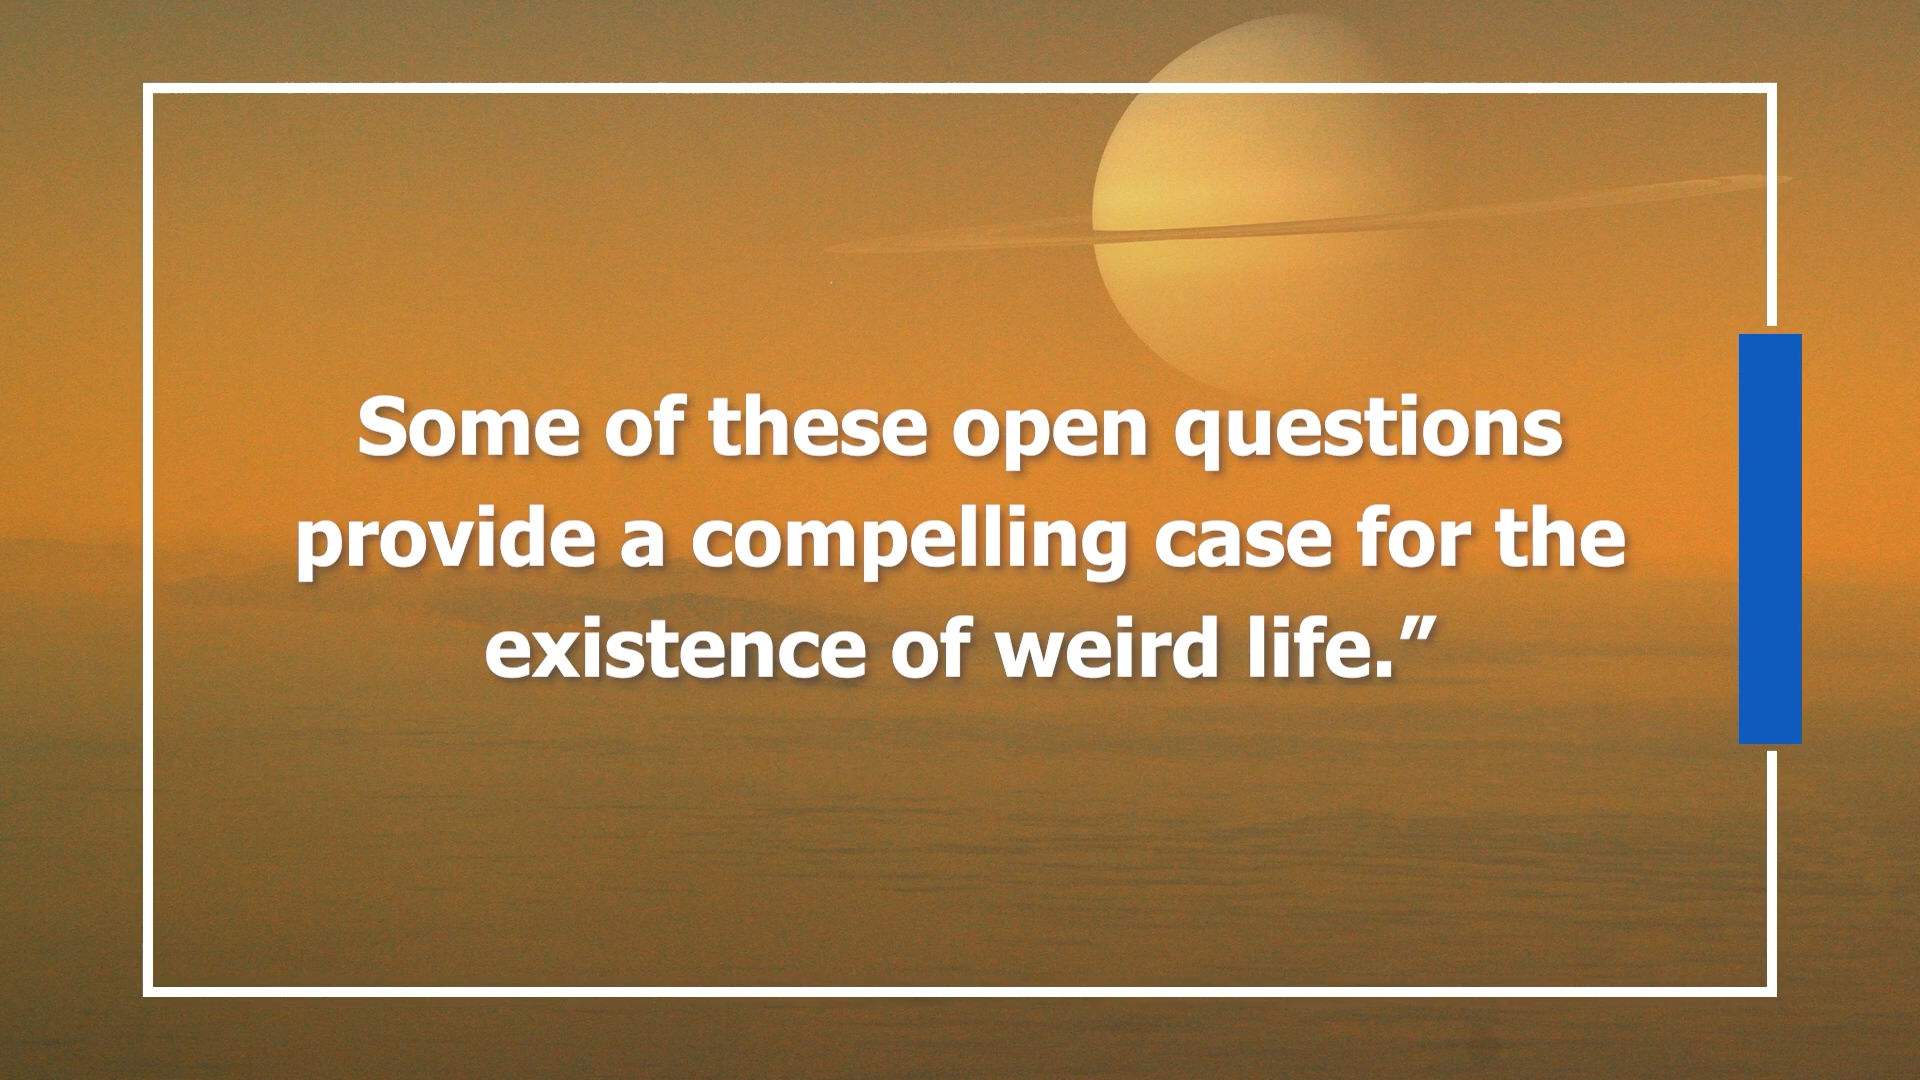 Some of these open questions
provide a compelling case for the
existence of weird life.”